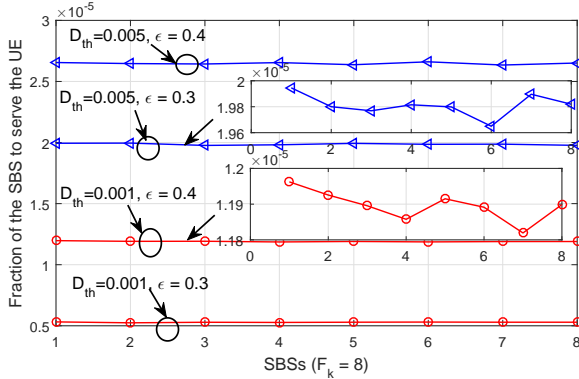 ×10⁻⁵
3
2.5
2
1.5
1
0.5
Fraction of the SBS to serve the UE
D_th=0.005, ϵ = 0.4
D_th=0.005, ϵ = 0.3
D_th=0.001, ϵ = 0.4
D_th=0.001, ϵ = 0.3
2 ×10⁻⁵
1.98
1.96
0 2 4 6 8
1.2 ×10⁻⁵
1.19
1.18
0 2 4 6 8
1 2 3 4 5 6 7 8
SBSs (F_k = 8)